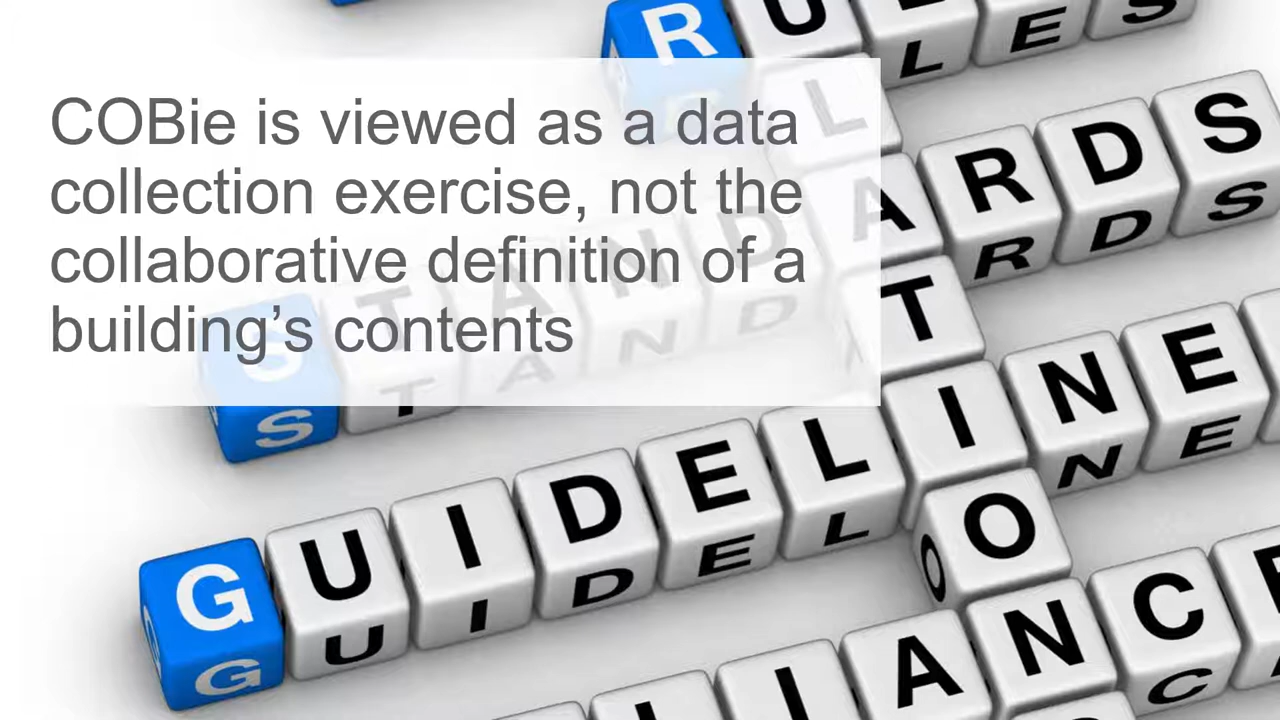 COBie is viewed as a data
collection exercise, not the
collaborative definition of a
building’s contents
RULES
STANDARDS
GUIDELINE